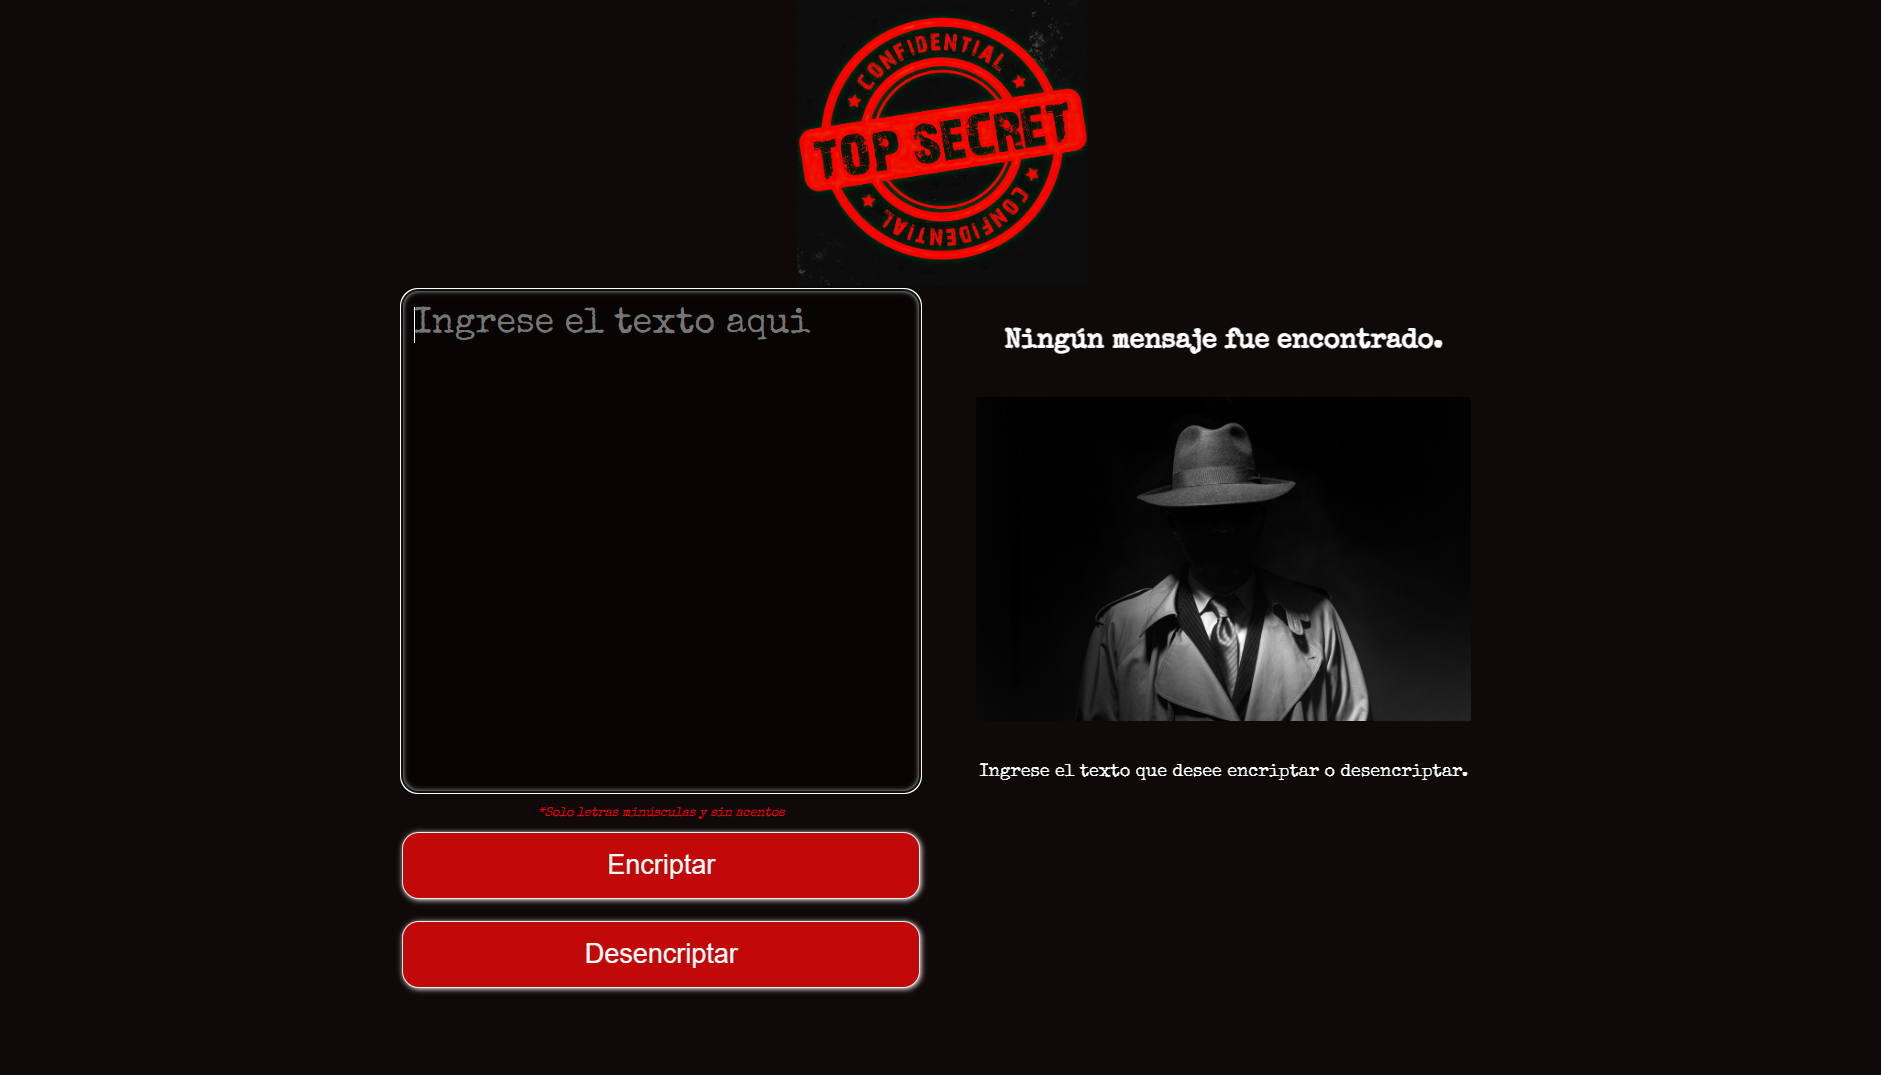 CONFIDENTIAL
TOP SECRET
CONFIDENTIAL
Ingrese el texto aqui
*Solo letras minúsculas y sin acentos
Encriptar
Desencriptar
Ningún mensaje fue encontrado.
Ingrese el texto que desee encriptar o desencriptar.